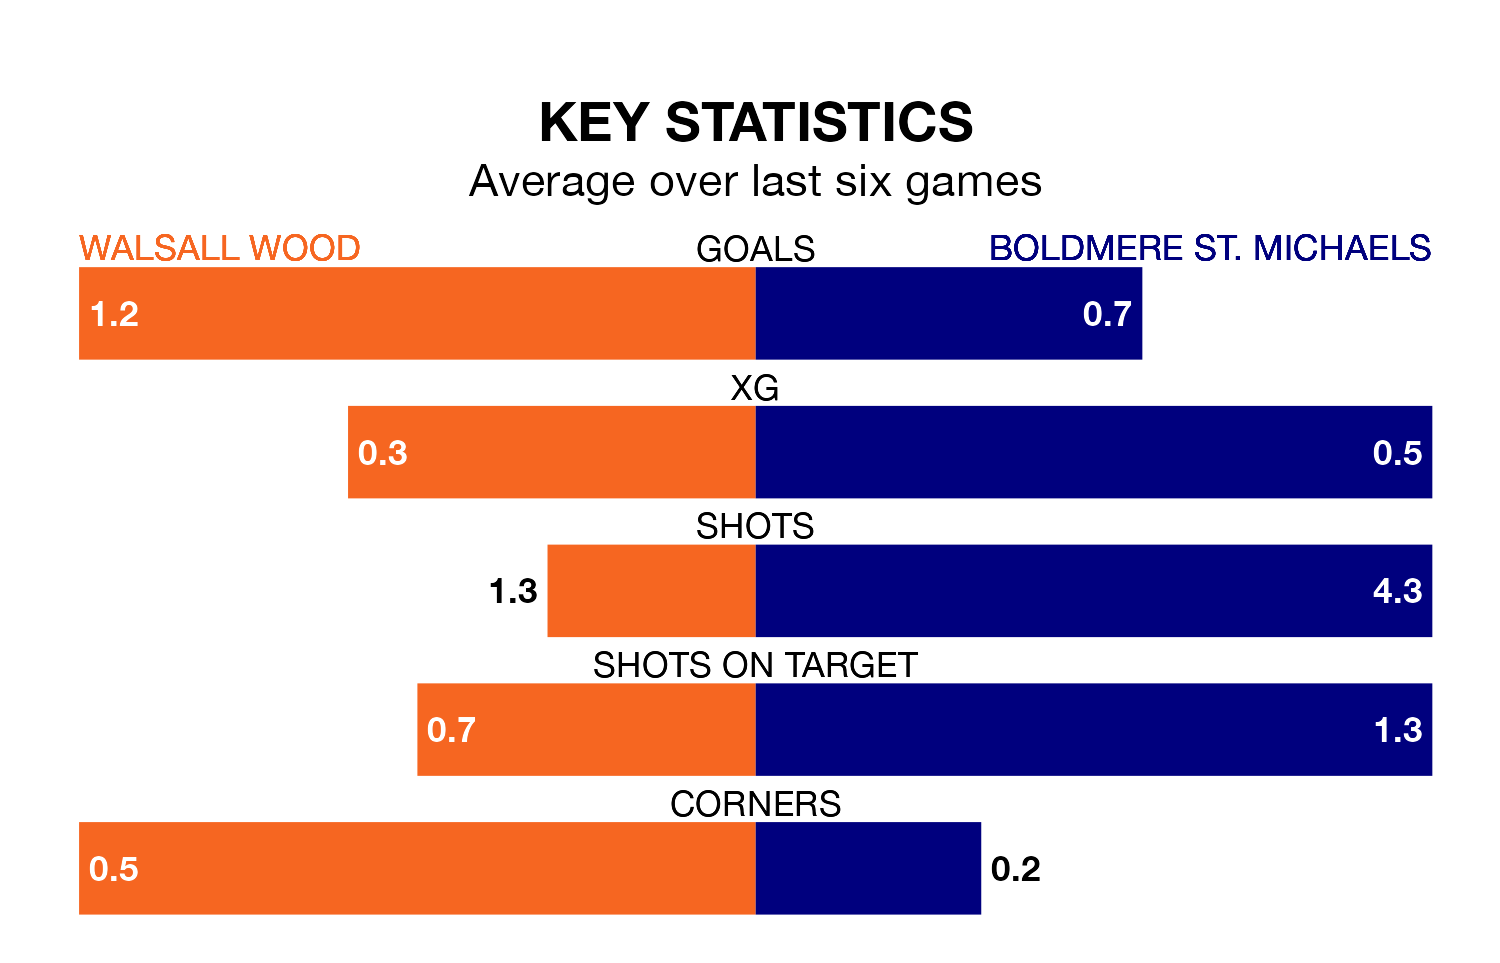 KEY STATISTICS
Average over last six games
WALSALL WOOD GOALS BOLDMERE ST. MICHAELS
1.2 0.7
XG
0.3 0.5
SHOTS
1.3 4.3
SHOTS ON TARGET
0.7 1.3
CORNERS
0.5 0.2